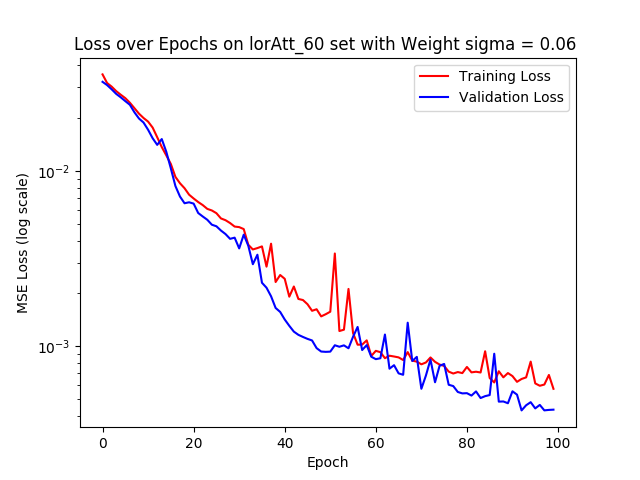 Loss over Epochs on lorAtt_60 set with Weight sigma = 0.06
Training Loss
Validation Loss
10⁻²
10⁻³
MSE Loss (log scale)
0 20 40 60 80 100
Epoch